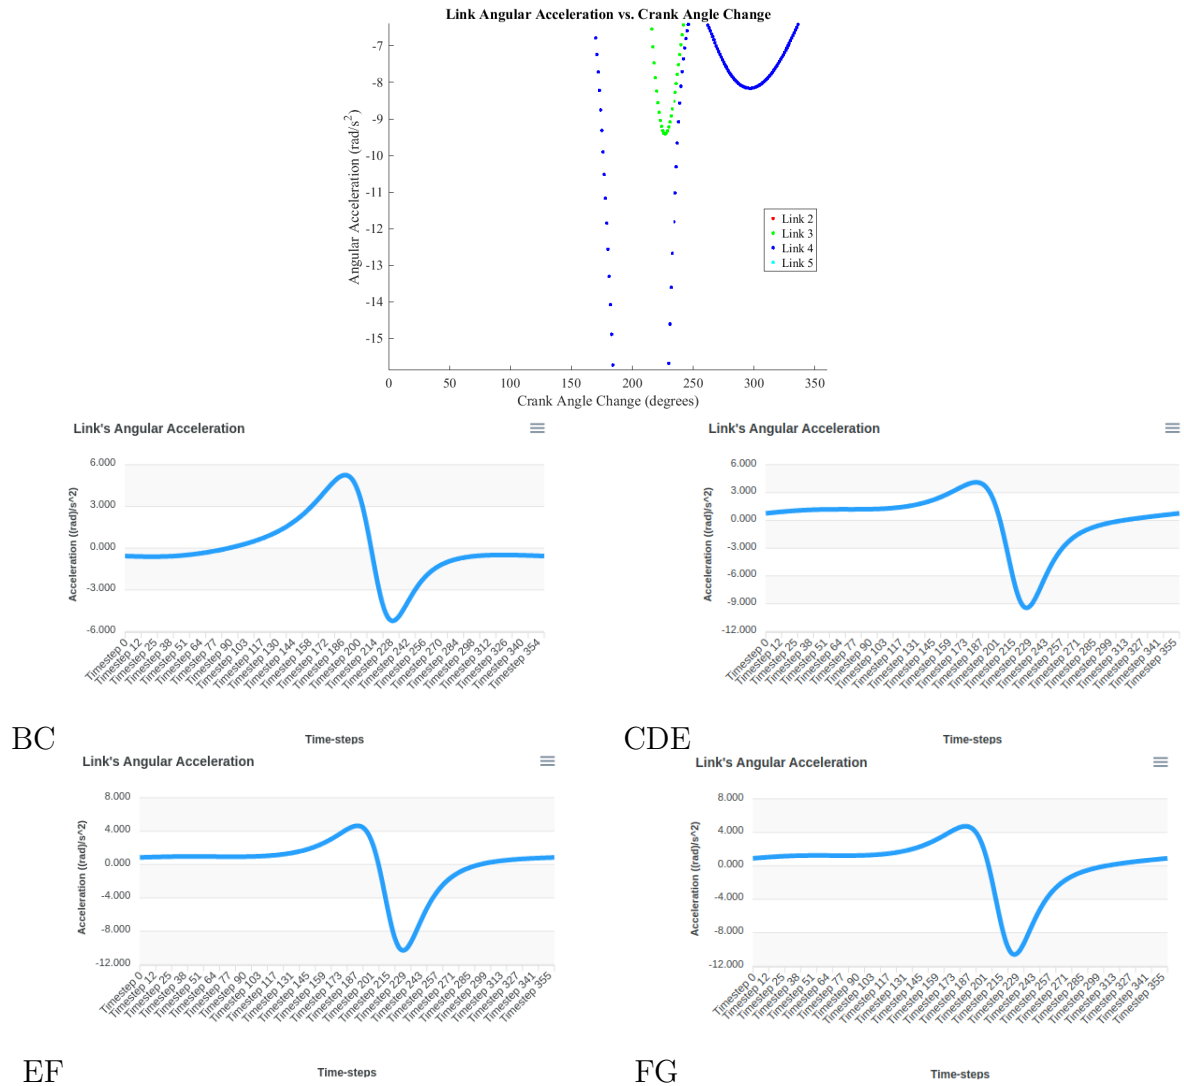 Link Angular Acceleration vs. Crank Angle Change
Angular Acceleration (rad/s²)
-7
-8
-9
-10
-11
-12
-13
-14
-15
Link 2
Link 3
Link 4
Link 5
0 50 100 150 200 250 300 350
Crank Angle Change (degrees)
Link's Angular Acceleration
Acceleration ((rad)/s^2)
6.000
3.000
0.000
-3.000
-6.000
Timestep 0 Timestep 12 Timestep 25 Timestep 38 Timestep 51 Timestep 64 Timestep 77 Timestep 90 Timestep 103 Timestep 117 Timestep 130 Timestep 144 Timestep 158 Timestep 172 Timestep 186 Timestep 200 Timestep 214 Timestep 228 Timestep 242 Timestep 256 Timestep 270 Timestep 284 Timestep 298 Timestep 312 Timestep 326 Timestep 340 Timestep 354
Time-steps
BC
Link's Angular Acceleration
Acceleration ((rad)/s^2)
6.000
3.000
0.000
-3.000
-6.000
-9.000
-12.000
Timestep 0 Timestep 12 Timestep 25 Timestep 38 Timestep 51 Timestep 64 Timestep 77 Timestep 90 Timestep 103 Timestep 117 Timestep 131 Timestep 145 Timestep 159 Timestep 173 Timestep 187 Timestep 201 Timestep 215 Timestep 229 Timestep 243 Timestep 257 Timestep 271 Timestep 285 Timestep 299 Timestep 313 Timestep 327 Timestep 341 Timestep 355
Time-steps
CDE
Link's Angular Acceleration
Acceleration ((rad)/s^2)
8.000
4.000
0.000
-4.000
-8.000
-12.000
Timestep 0 Timestep 12 Timestep 25 Timestep 38 Timestep 51 Timestep 64 Timestep 77 Timestep 90 Timestep 103 Timestep 117 Timestep 131 Timestep 145 Timestep 159 Timestep 173 Timestep 187 Timestep 201 Timestep 215 Timestep 229 Timestep 243 Timestep 257 Timestep 271 Timestep 285 Timestep 299 Timestep 313 Timestep 327 Timestep 341 Timestep 355
Time-steps
EF
Link's Angular Acceleration
Acceleration ((rad)/s^2)
8.000
4.000
0.000
-4.000
-8.000
-12.000
Timestep 0 Timestep 12 Timestep 25 Timestep 38 Timestep 51 Timestep 64 Timestep 77 Timestep 90 Timestep 103 Timestep 117 Timestep 131 Timestep 145 Timestep 159 Timestep 173 Timestep 187 Timestep 201 Timestep 215 Timestep 229 Timestep 243 Timestep 257 Timestep 271 Timestep 285 Timestep 299 Timestep 313 Timestep 327 Timestep 341 Timestep 355
Time-steps
FG